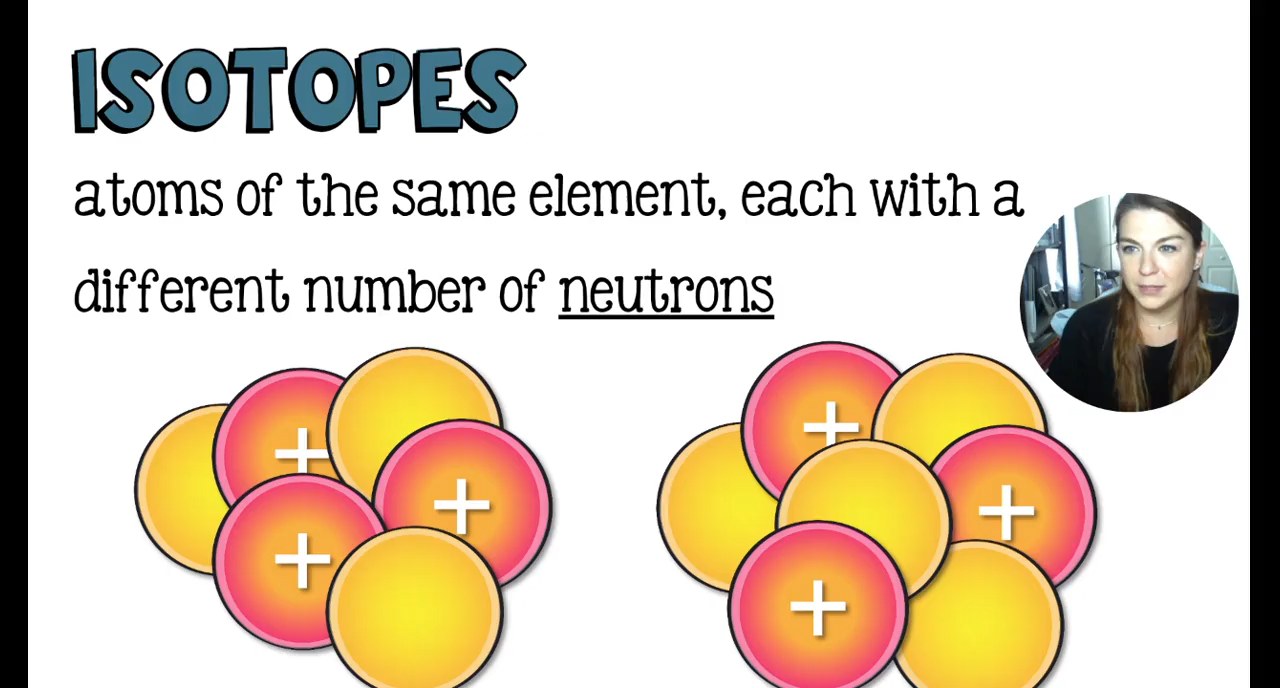 ISOTOPES
atoms of the same element, each with a
different number of neutrons
+
+
+
+
+
+